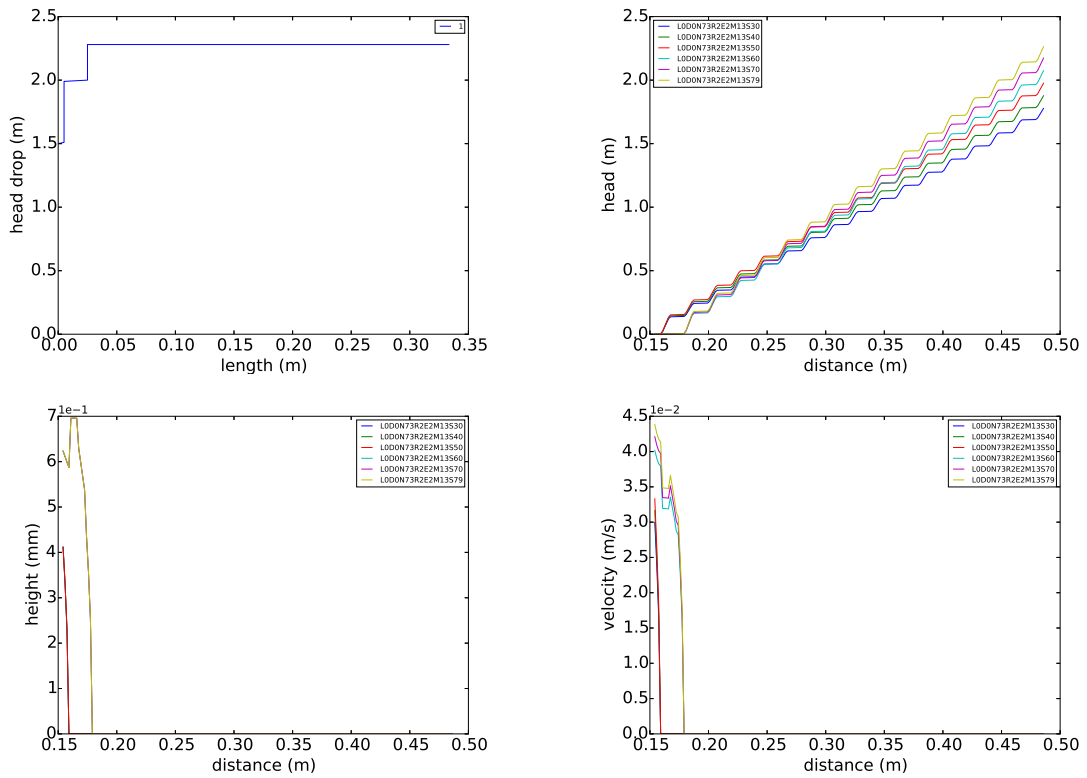 2.5
2.0
1.5
1.0
0.5
0.0
0.00 0.05 0.10 0.15 0.20 0.25 0.30 0.35
length (m)
head drop (m)
1
2.5
2.0
1.5
1.0
0.5
0.0
0.15 0.20 0.25 0.30 0.35 0.40 0.45 0.50
distance (m)
head (m)
L0D0N73R2E2M13S30
L0D0N73R2E2M13S40
L0D0N73R2E2M13S50
L0D0N73R2E2M13S60
L0D0N73R2E2M13S70
L0D0N73R2E2M13S79
1e-1
7
6
5
4
3
2
1
0
0.15 0.20 0.25 0.30 0.35 0.40 0.45 0.50
distance (m)
height (mm)
L0D0N73R2E2M13S30
L0D0N73R2E2M13S40
L0D0N73R2E2M13S50
L0D0N73R2E2M13S60
L0D0N73R2E2M13S70
L0D0N73R2E2M13S79
1e-2
4.5
4.0
3.5
3.0
2.5
2.0
1.5
1.0
0.5
0.0
0.15 0.20 0.25 0.30 0.35 0.40 0.45 0.50
distance (m)
velocity (m/s)
L0D0N73R2E2M13S30
L0D0N73R2E2M13S40
L0D0N73R2E2M13S50
L0D0N73R2E2M13S60
L0D0N73R2E2M13S70
L0D0N73R2E2M13S79